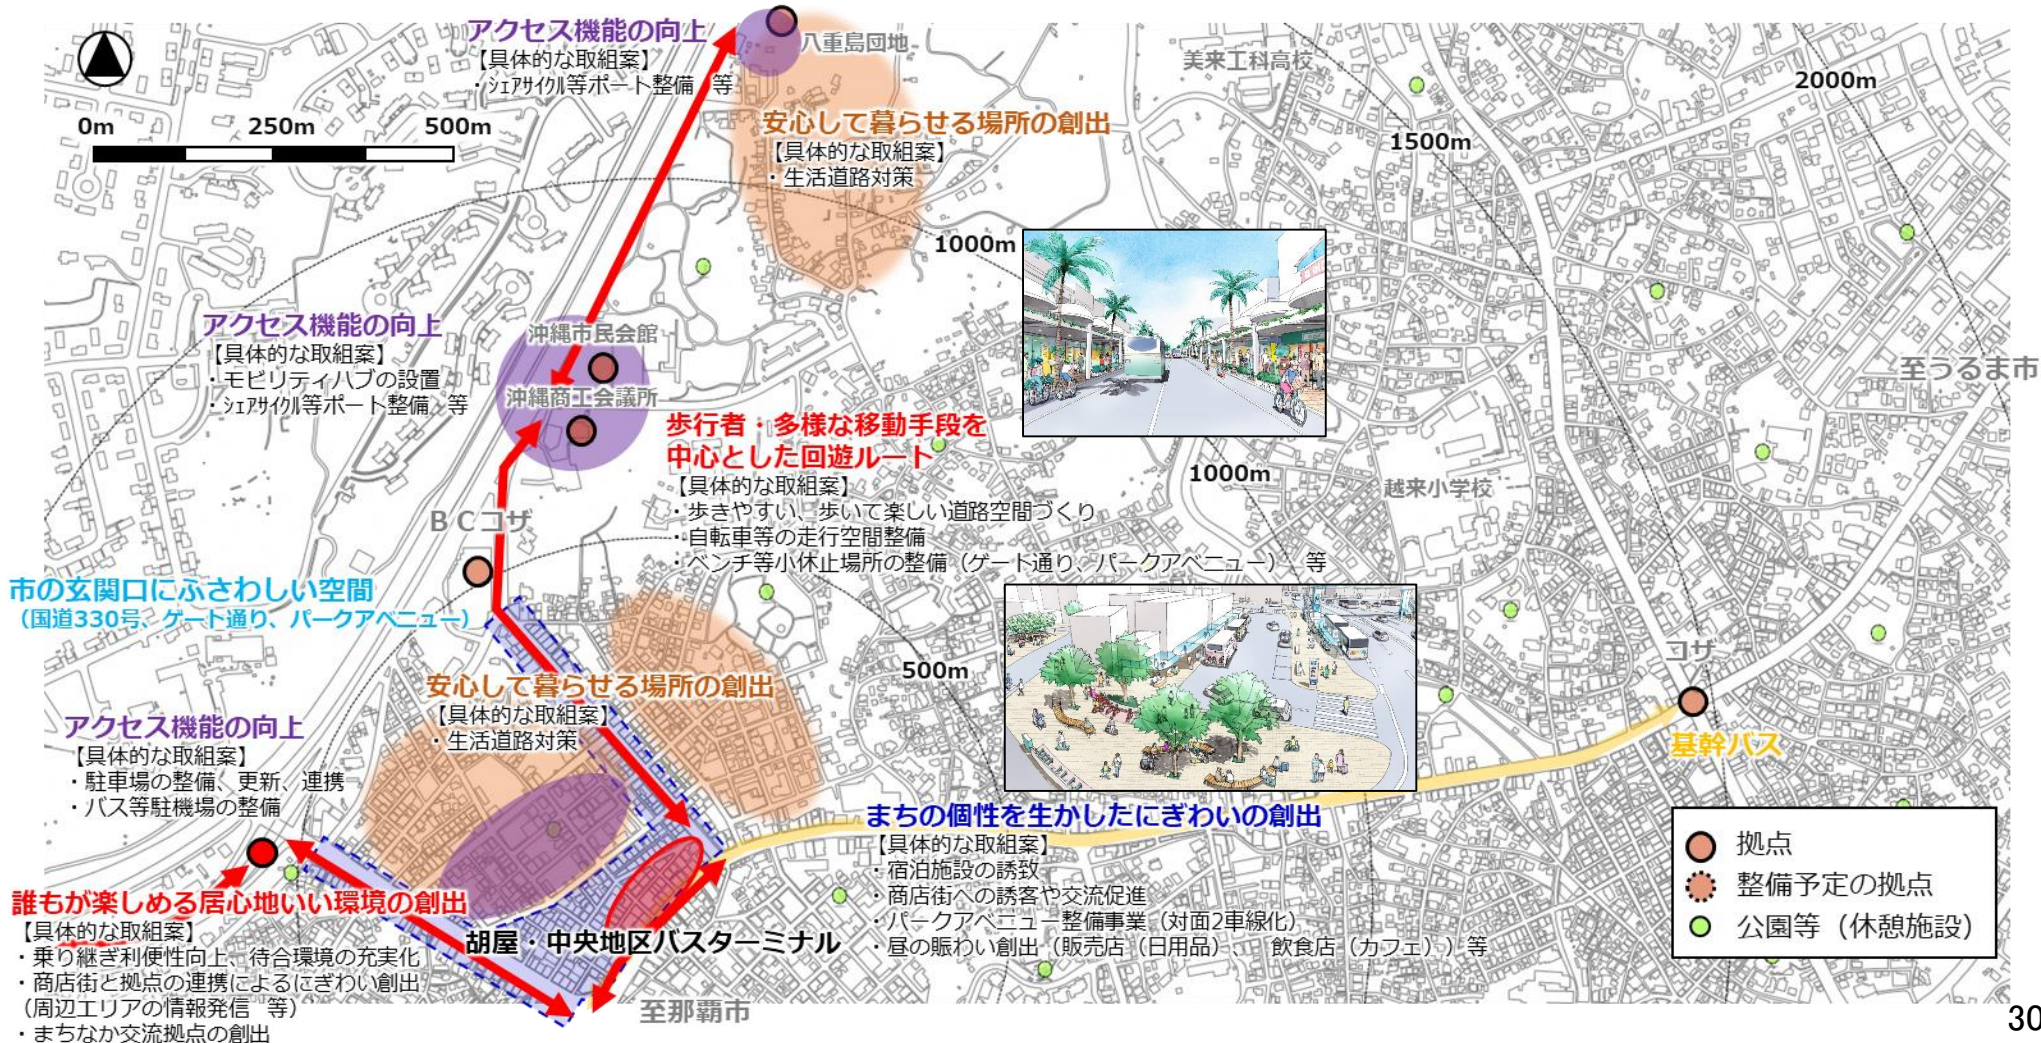 アクセス機能の向上
【具体的な取組案】
・ｼｪｱｻｲｸﾙ等ポート整備　等
八重島団地
美来工科高校
2000m
0m
250m
500m
安心して暮らせる場所の創出
【具体的な取組案】
・生活道路対策
1500m
1000m
アクセス機能の向上
【具体的な取組案】
・モビリティハブの設置
・ｼｪｱｻｲｸﾙ等ポート整備　等
沖縄市民会館
沖縄商工会議所
至うるま市
歩行者・多様な移動手段を
中心とした回遊ルート
【具体的な取組案】
・歩きやすい、歩いて楽しい道路空間づくり
・自転車等の走行空間整備
・ベンチ等小休止場所の整備（ゲート通り、パークアベニュー）　等
1000m
越来小学校
ＢＣコザ
市の玄関口にふさわしい空間
（国道330号、ゲート通り、パークアベニュー）
500m
コザ
基幹バス
安心して暮らせる場所の創出
【具体的な取組案】
・生活道路対策
アクセス機能の向上
【具体的な取組案】
・駐車場の整備、更新、連携
・バス等駐機場の整備
まちの個性を生かしたにぎわいの創出
【具体的な取組案】
・宿泊施設の誘致
・商店街への誘客や交流促進
・パークアベニュー整備事業（対面2車線化）
・昼の賑わい創出（販売店（日用品）、　飲食店（カフェ））等
誰もが楽しめる居心地いい環境の創出
【具体的な取組案】
・乗り継ぎ利便性向上、待合環境の充実化
・商店街と拠点の連携によるにぎわい創出
（周辺エリアの情報発信　等）
・まちなか交流拠点の創出
胡屋・中央地区バスターミナル
至那覇市
拠点
整備予定の拠点
公園等（休憩施設）
30